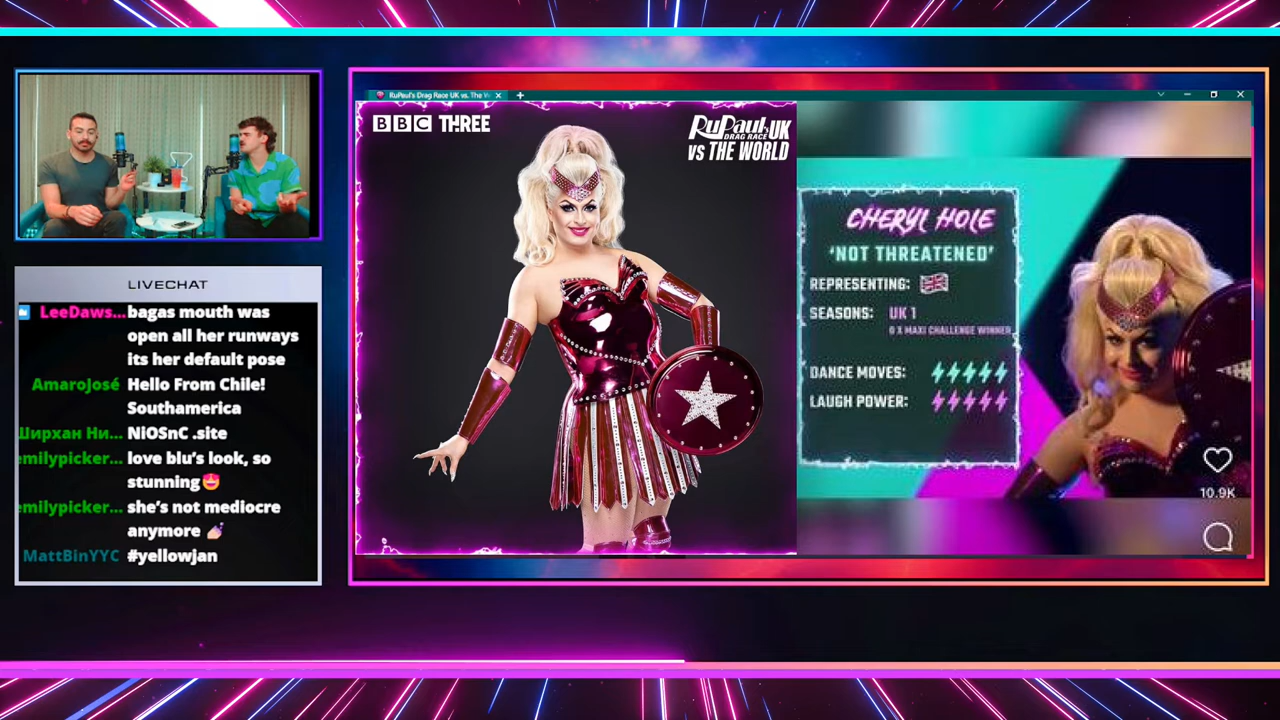 RuPaul's Drag Race UK vs. The W
BBC THREE
RuPaul's
DRAG RACE UK
VS THE WORLD
CHERYL HOLE
'NOT THREATENED'
REPRESENTING:
SEASONS: UK 1
0 X MAXI CHALLENGE WINNER
DANCE MOVES:
LAUGH POWER:
10.9K
LIVECHAT
LeeDaws... bagas mouth was
open all her runways
its her default pose
AmaroJosé Hello From Chile!
Southamerica
Ширхан Ни... NiOSnC .site
emilypicker... love blu's look, so
stunning🤩
emilypicker... she's not mediocre
anymore 💅🏻
MattBinYYC #yellowjan